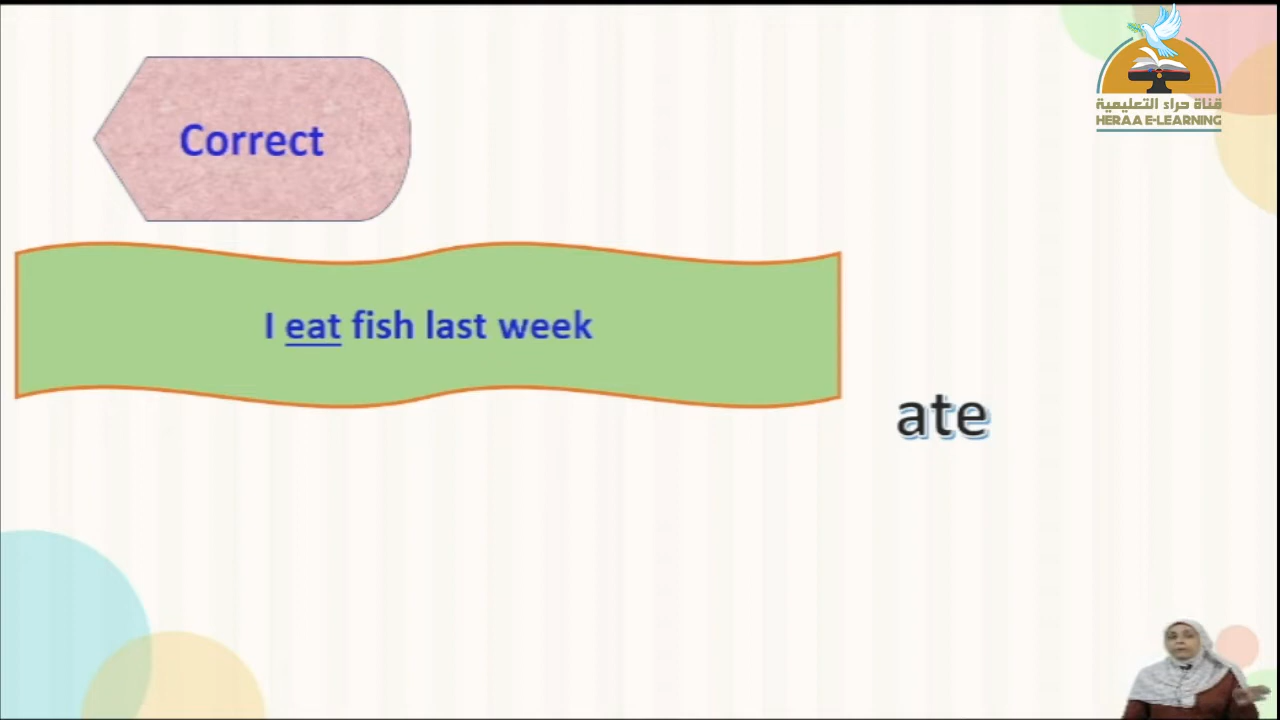 قناة حراء التعليمية
HERAA E-LEARNING
Correct
I eat fish last week
ate